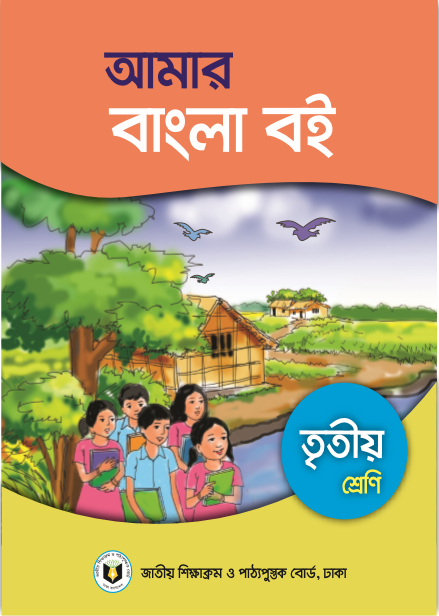 আমার
বাংলা বই
তৃতীয়
শ্রেণি
জাতীয় শিক্ষাক্রম ও পাঠ্যপুস্তক বোর্ড, ঢাকা